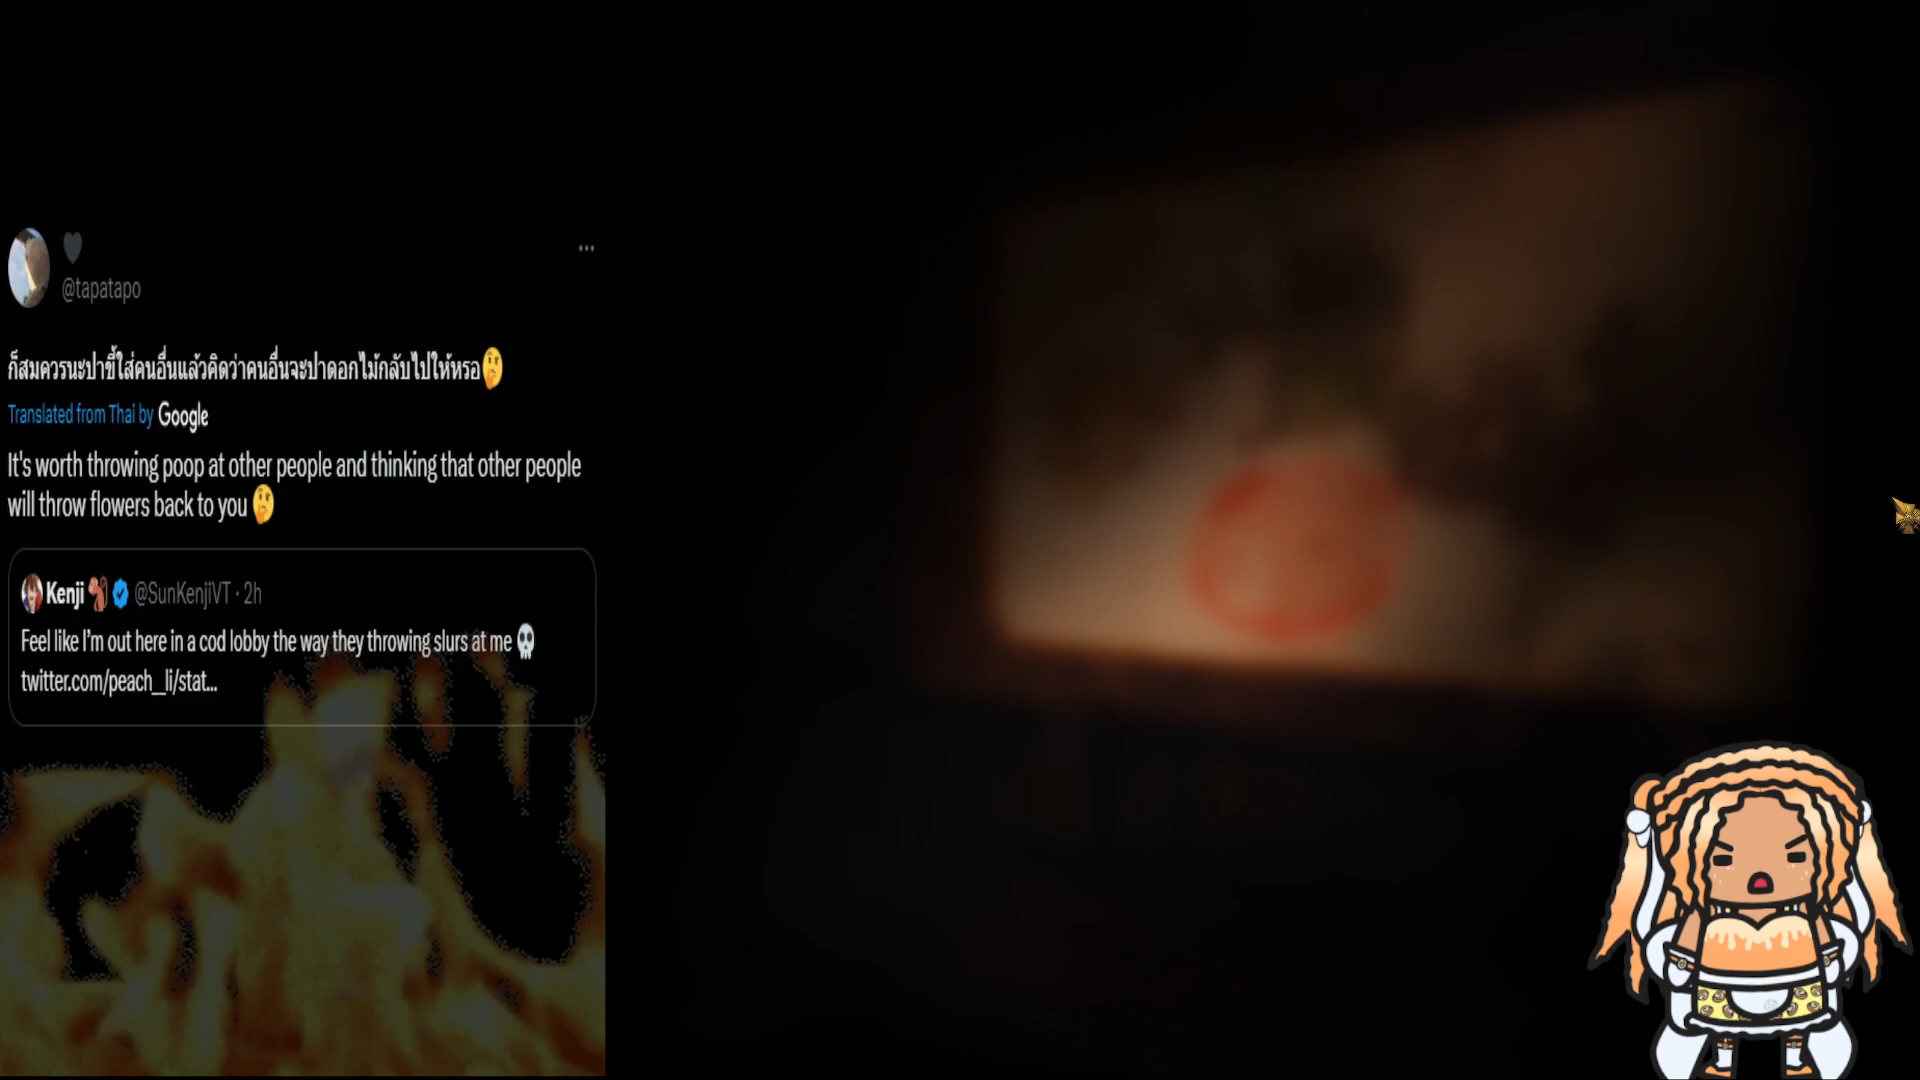 @tapatapo
ก็สมควรนะปาขี้ใส่คนอื่นแล้วคิดว่าคนอื่นจะปาดอกไม้กลับไปให้หรอ🤔
Translated from Thai by Google
It's worth throwing poop at other people and thinking that other people
will throw flowers back to you 🤔
Kenji @SunKenjiVT · 2h
Feel like I'm out here in a cod lobby the way they throwing slurs at me 💀
twitter.com/peach__li/stat...